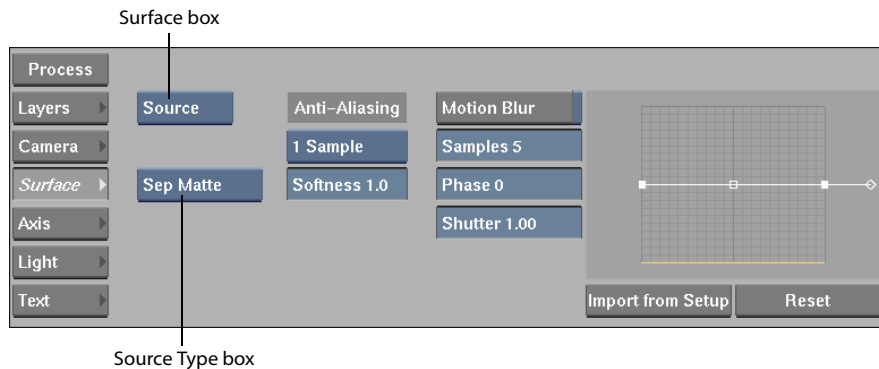 Surface box
Process
Layers
Source
Anti-Aliasing
Motion Blur
Camera
1 Sample
Samples 5
Surface
Sep Matte
Softness 1.0
Phase 0
Axis
Shutter 1.00
Light
Text
Import from Setup
Reset
Source Type box